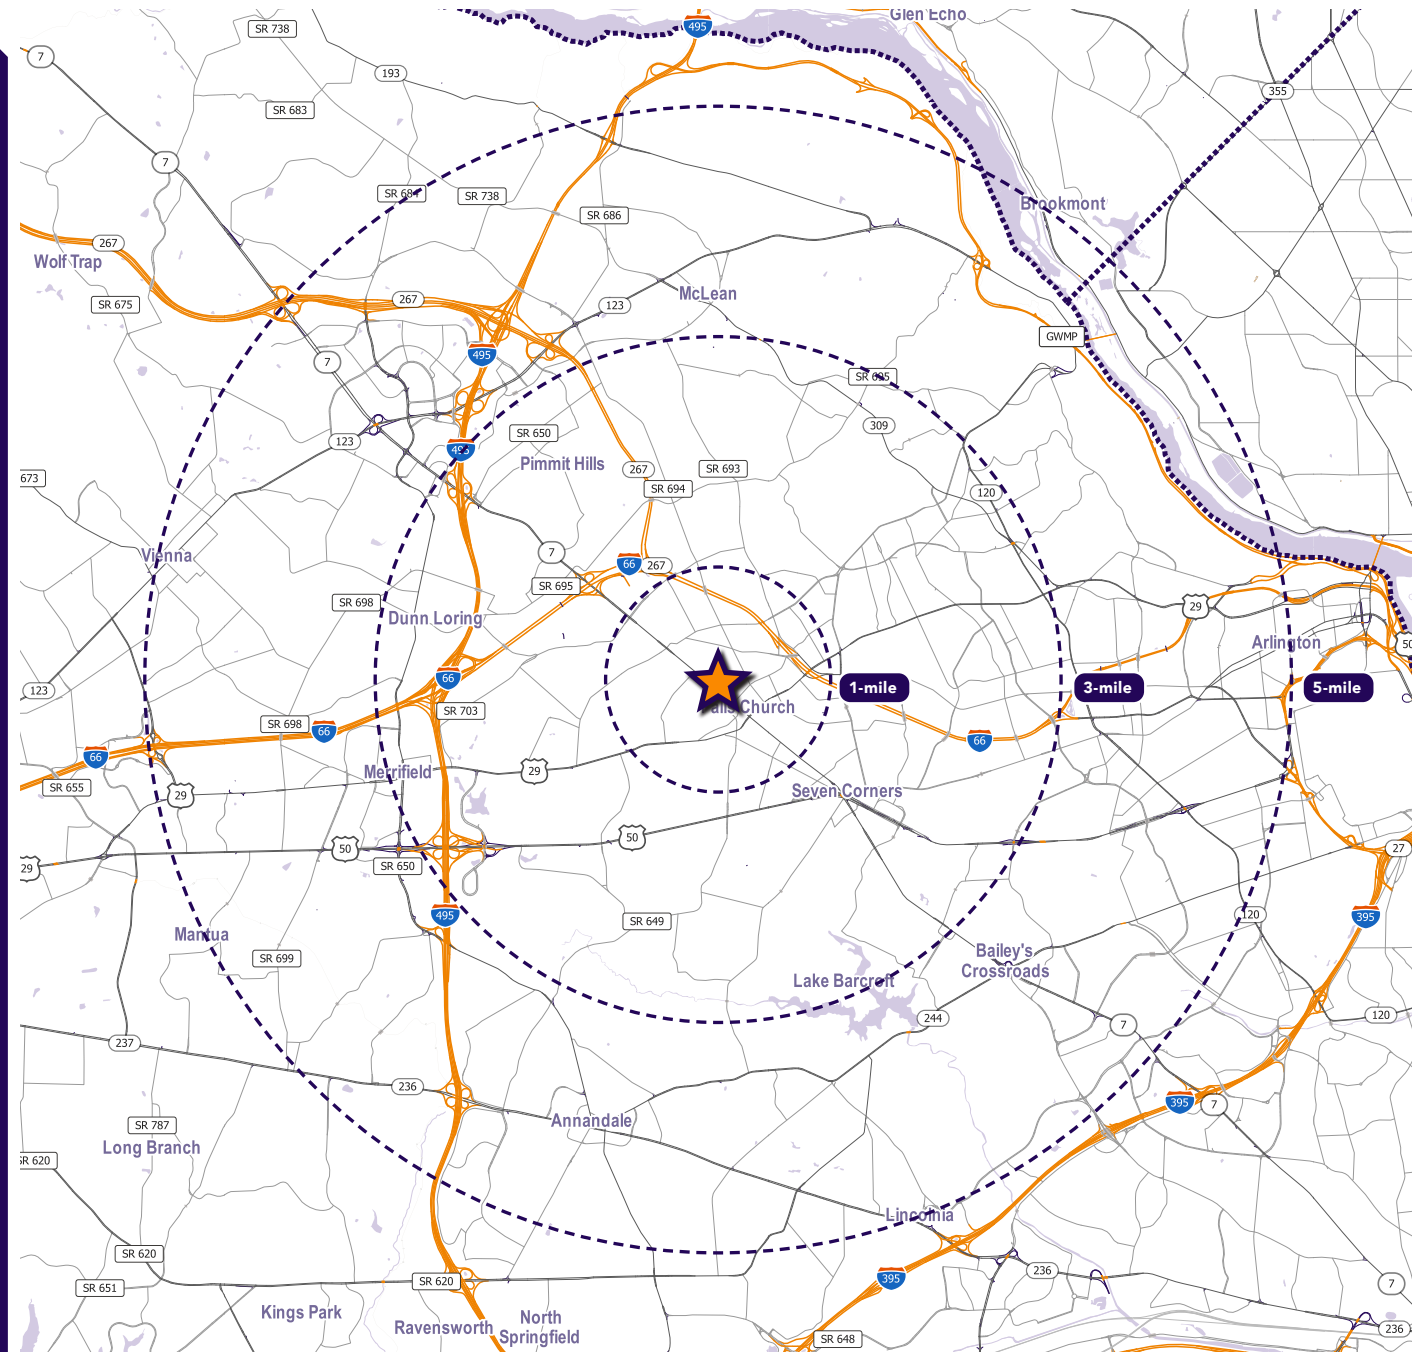 Glen Echo
SR 738
495
7
193
355
SR 683
7
SR 684
SR 738
Brookmont
SR 686
267
Wolf Trap
McLean
SR 675
267
123
GWMP
495
7
SR 695
309
SR 650
123
495
Pimmit Hills
267
SR 693
673
SR 694
120
7
Vienna
66
267
SR 695
SR 698
29
Dunn Loring
Arlington
50
66
1-mile
3-mile
5-mile
123
Falls Church
SR 703
SR 698
66
66
66
Merrifield
29
SR 655
29
Seven Corners
50
50
27
SR 650
29
495
SR 649
120
395
Mantua
Bailey's
Crossroads
SR 699
Lake Barcroft
244
7
120
237
236
395
7
Annandale
SR 787
Long Branch
SR 620
Lincolnia
SR 620
236
SR 620
395
7
SR 651
Kings Park
North
Springfield
Ravensworth
236
SR 648